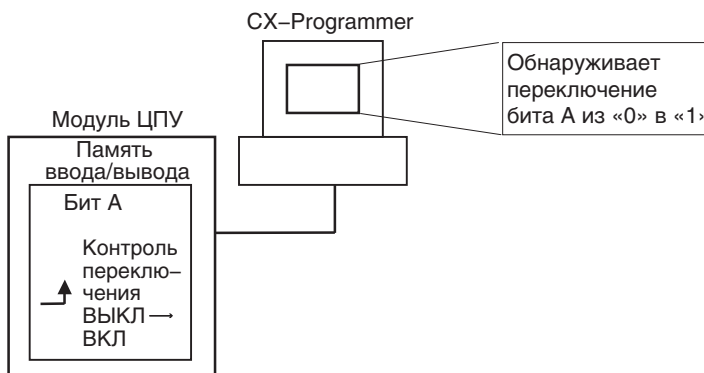 CX–Programmer
Обнаруживает
переключение
бита А из «0» в «1»
Модуль ЦПУ
Память
ввода/вывода
Бит А
Контроль
переклю–
чения
ВЫКЛ
ВКЛ